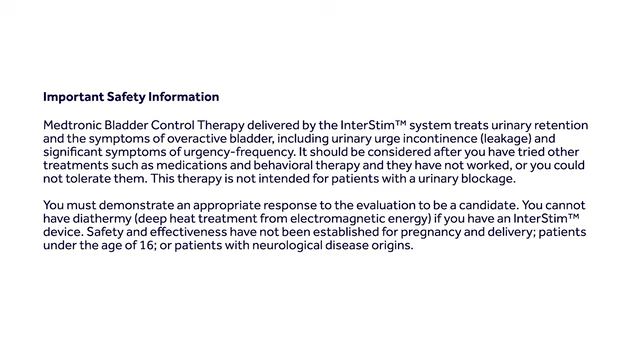 Important Safety Information
Medtronic Bladder Control Therapy delivered by the InterStim™ system treats urinary retention
and the symptoms of overactive bladder, including urinary urge incontinence (leakage) and
significant symptoms of urgency-frequency. It should be considered after you have tried other
treatments such as medications and behavioral therapy and they have not worked, or you could
not tolerate them. This therapy is not intended for patients with a urinary blockage.
You must demonstrate an appropriate response to the evaluation to be a candidate. You cannot
have diathermy (deep heat treatment from electromagnetic energy) if you have an InterStim™
device. Safety and effectiveness have not been established for pregnancy and delivery; patients
under the age of 16; or patients with neurological disease origins.